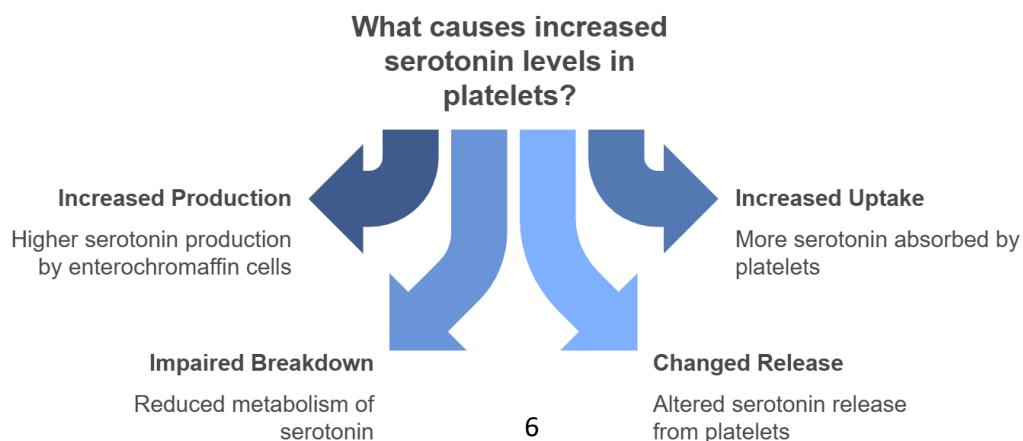 What causes increased
serotonin levels in
platelets?
Increased Production
Higher serotonin production
by enterochromaffin cells
Increased Uptake
More serotonin absorbed by
platelets
Impaired Breakdown
Reduced metabolism of
serotonin
Changed Release
Altered serotonin release
from platelets
6